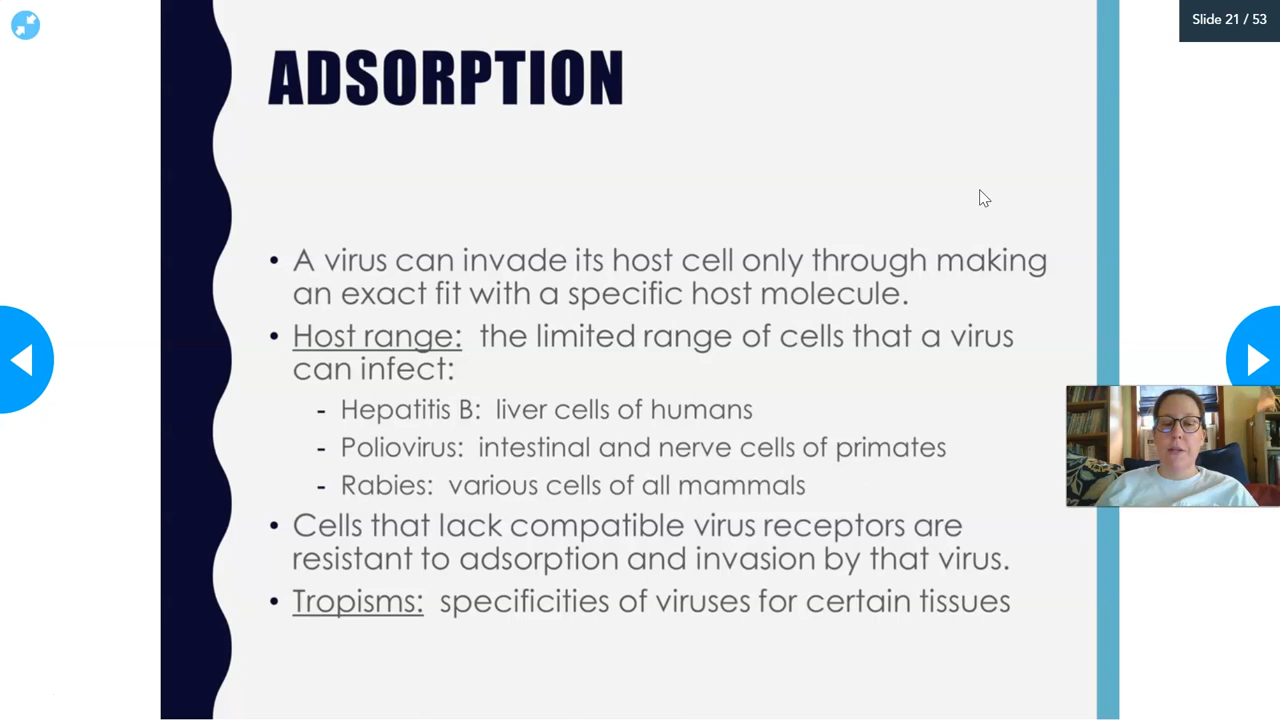 Slide 21 / 53
ADSORPTION
• A virus can invade its host cell only through making
an exact fit with a specific host molecule.
• Host range: the limited range of cells that a virus
can infect:
- Hepatitis B: liver cells of humans
- Poliovirus: intestinal and nerve cells of primates
- Rabies: various cells of all mammals
• Cells that lack compatible virus receptors are
resistant to adsorption and invasion by that virus.
• Tropisms: specificities of viruses for certain tissues